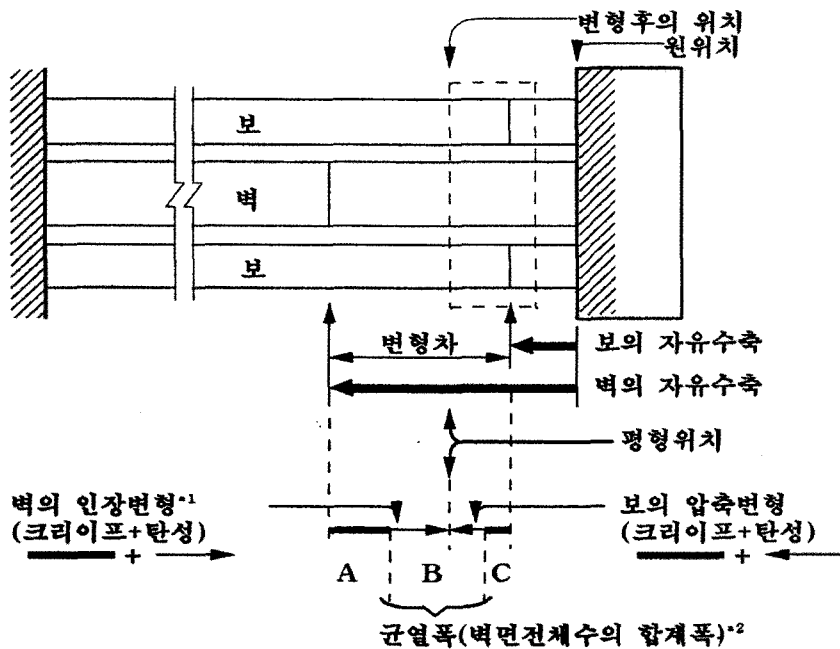 변형후의 위치
원위치
보
벽
보
변형차
보의 자유수축
벽의 자유수축
평형위치
벽의 인장변형*1
(크리이프+탄성)
+
보의 압축변형
(크리이프+탄성)
+
A B C
균열폭(벽면전체수의 합계폭)*2